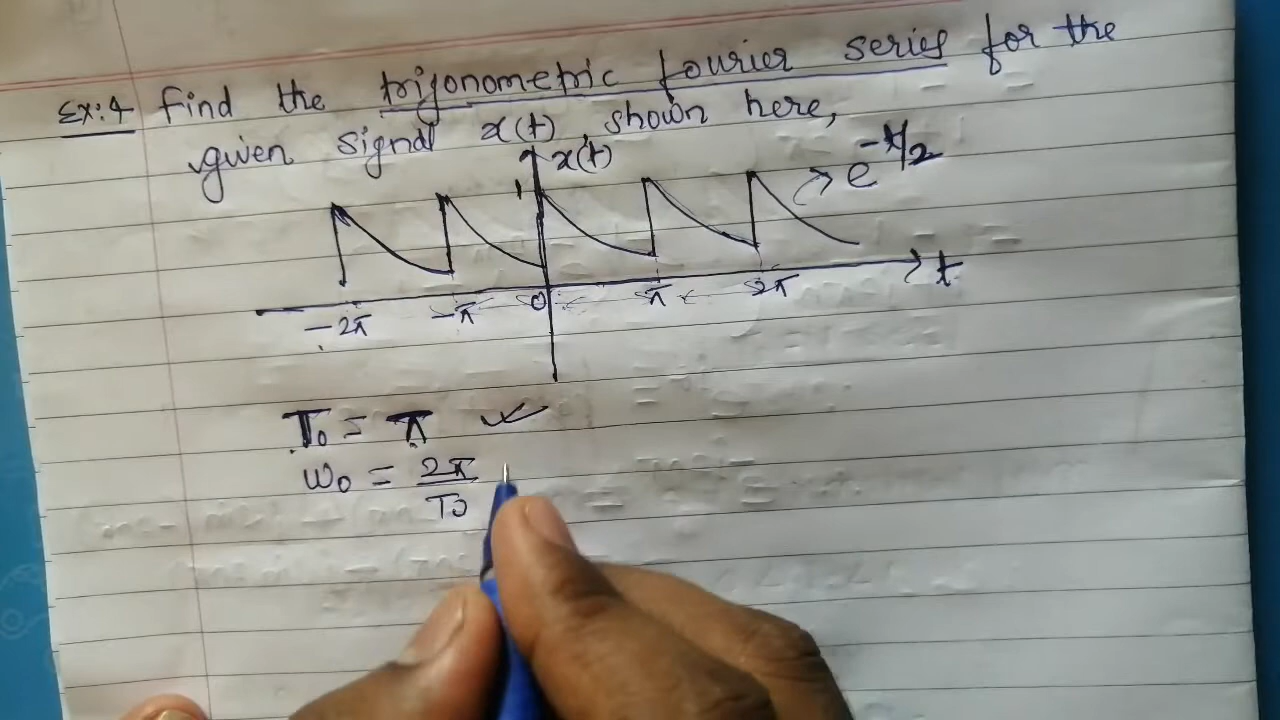 Ex:4 Find the trigonometric fourier series for the
given signal x(t), shown here,
x(t)
1
e^-t/2
t
-2π -π 0 π 2π
T0 = π ✓
ω0 = 2π/T0